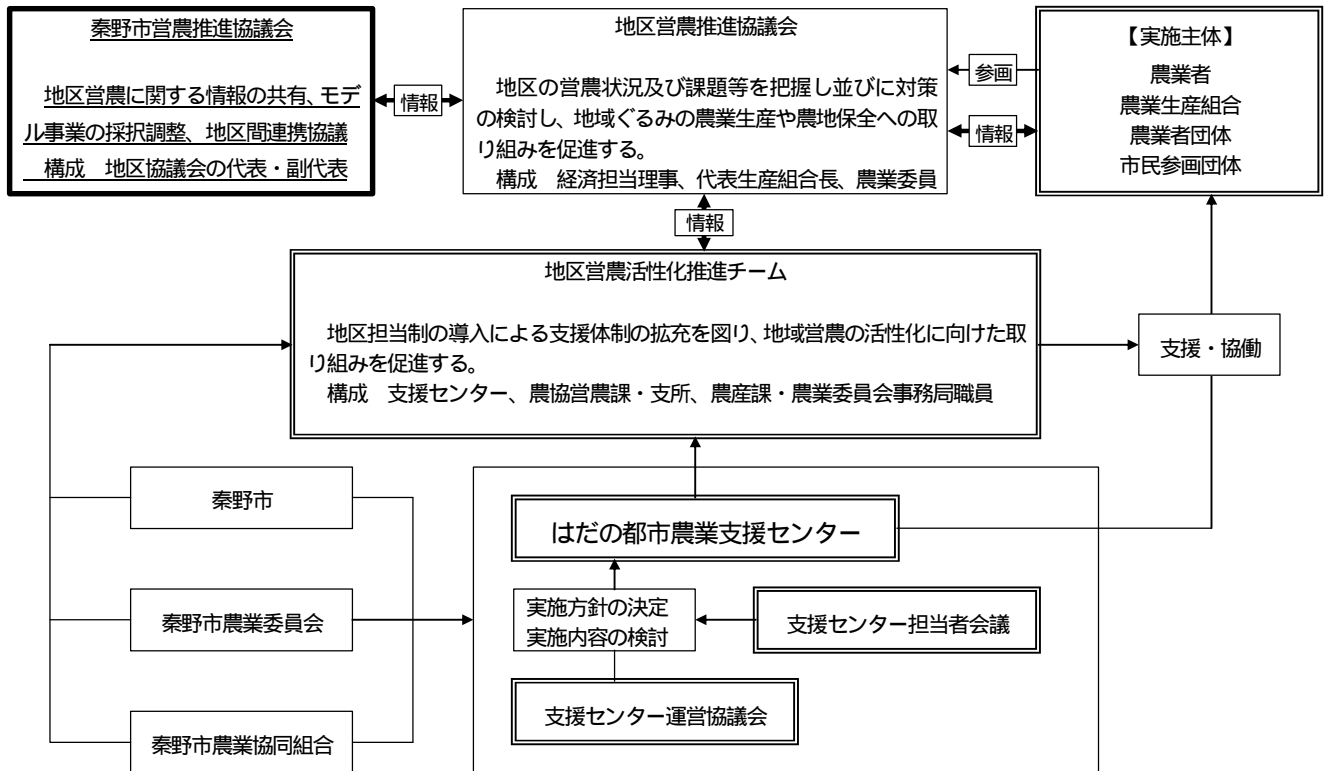 秦野市営農推進協議会
地区営農に関する情報の共有、モデ
ル事業の採択調整、地区間連携協議
構成　地区協議会の代表・副代表
情報
地区営農推進協議会
地区の営農状況及び課題等を把握し並びに対策
の検討し、地域ぐるみの農業生産や農地保全への取
り組みを促進する。
構成　経済担当理事、代表生産組合長、農業委員
参画
情報
【実施主体】
農業者
農業生産組合
農業者団体
市民参画団体
情報
地区営農活性化推進チーム
地区担当制の導入による支援体制の拡充を図り、地域営農の活性化に向けた取
り組みを促進する。
構成　支援センター、農協営農課・支所、農産課・農業委員会事務局職員
支援・協働
秦野市
秦野市農業委員会
秦野市農業協同組合
はだの都市農業支援センター
実施方針の決定
実施内容の検討
支援センター担当者会議
支援センター運営協議会